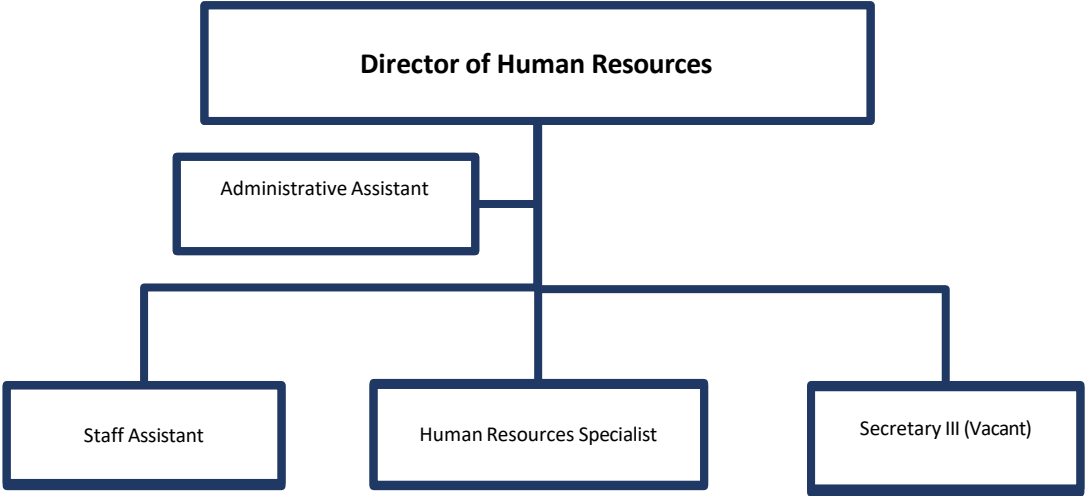 Director of Human Resources
Administrative Assistant
Staff Assistant
Human Resources Specialist
Secretary III (Vacant)